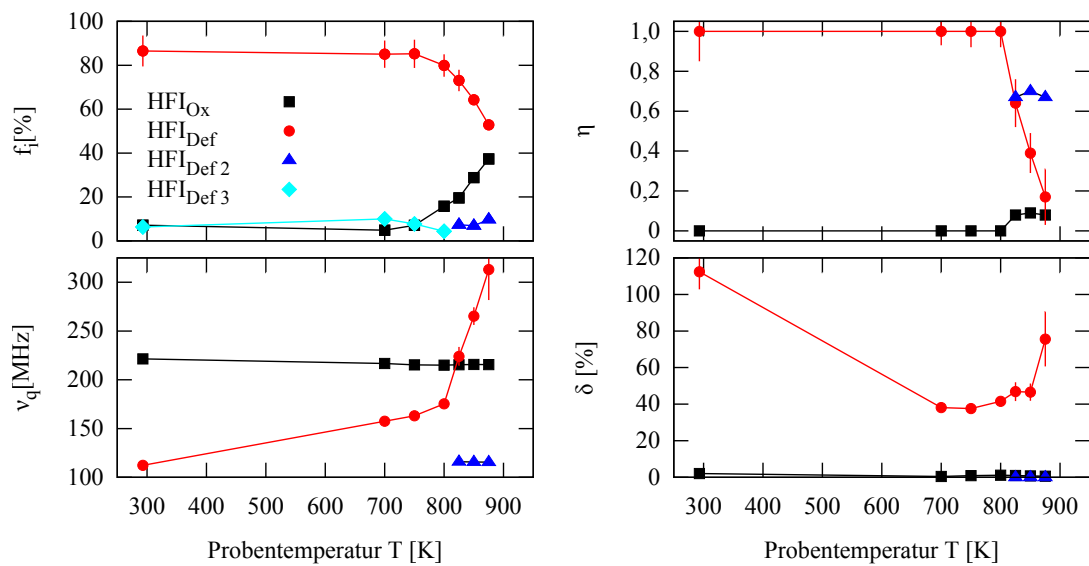 100
80
60
40
20
0
f_i[%]
HFI_Ox
HFI_Def
HFI_Def 2
HFI_Def 3
1,0
0,8
0,6
0,4
0,2
0
η
300
250
200
150
100
ν_q[MHz]
300 400 500 600 700 800 900
Probentemperatur T [K]
120
100
80
60
40
20
0
δ [%]
300 400 500 600 700 800 900
Probentemperatur T [K]